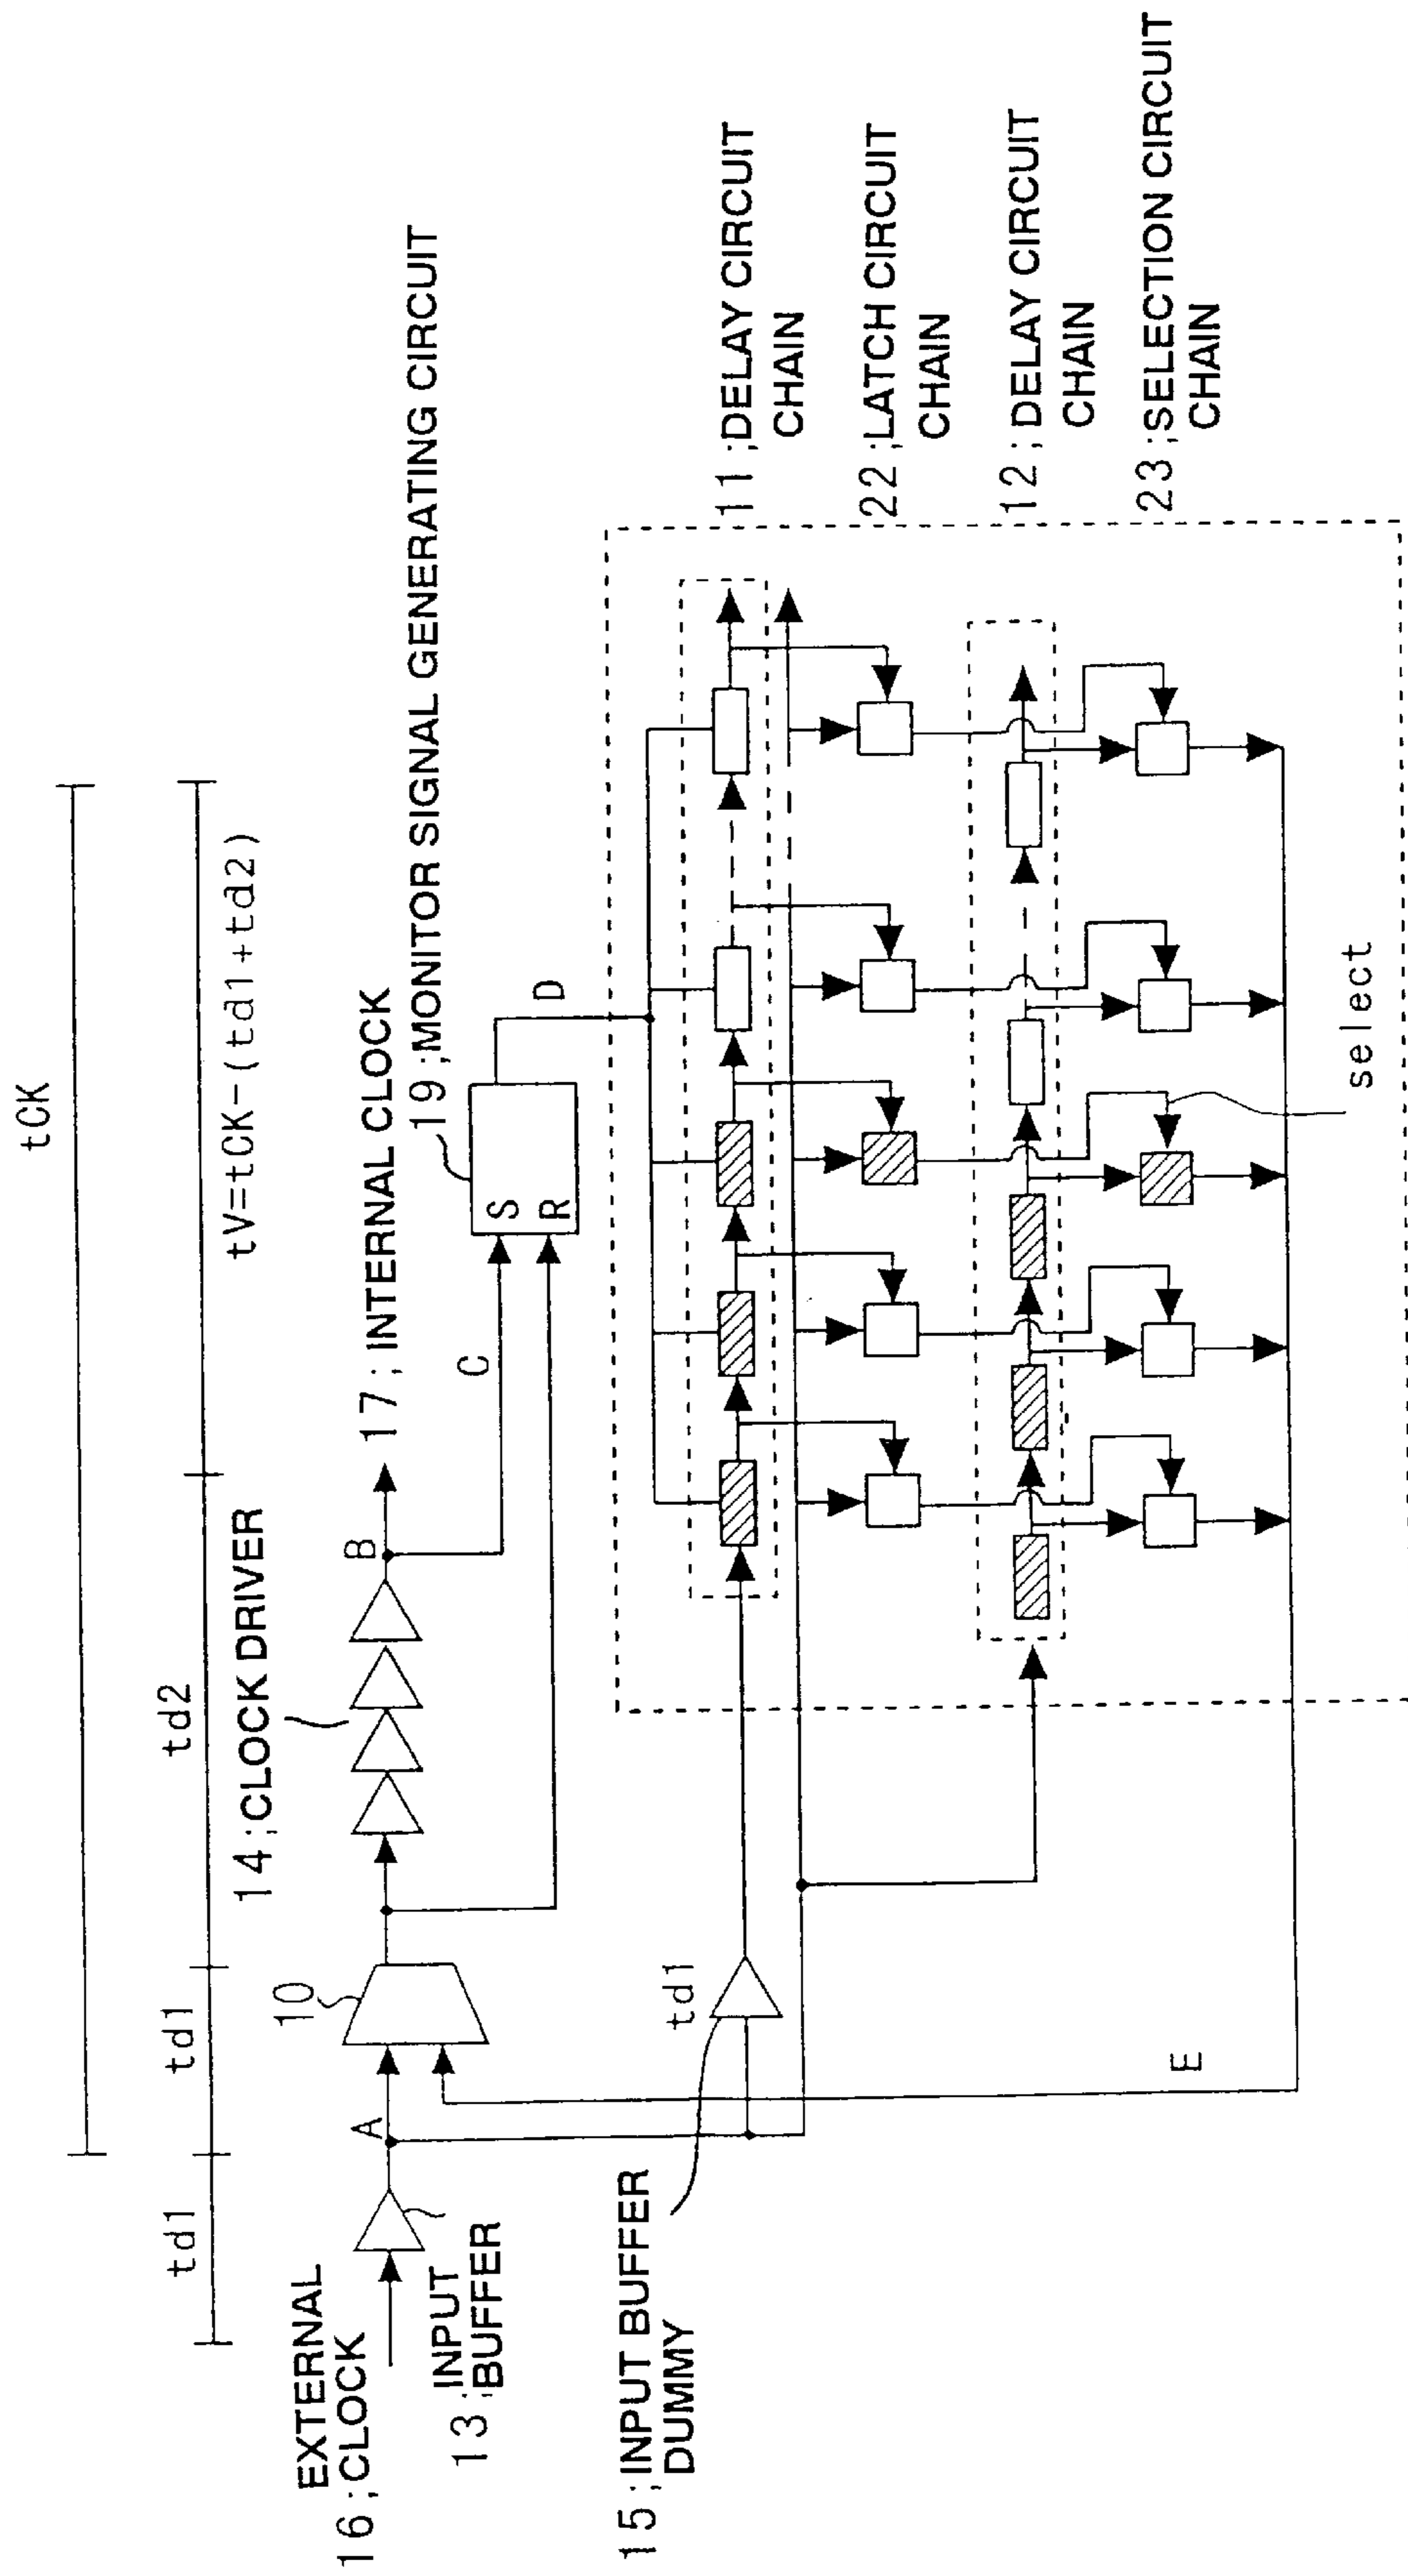 tCK
td1
td1
td2
tV=tCK-(td1+td2)
14 ; CLOCK DRIVER
EXTERNAL
16 ; CLOCK
13 ; INPUT
BUFFER
A
10
B
17 ; INTERNAL CLOCK
C
19 ; MONITOR SIGNAL GENERATING CIRCUIT
S
R
D
15 ; INPUT BUFFER
DUMMY
td1
E
11 ; DELAY CIRCUIT
CHAIN
22 ; LATCH CIRCUIT
CHAIN
12 ; DELAY CIRCUIT
CHAIN
23 ; SELECTION CIRCUIT
CHAIN
select